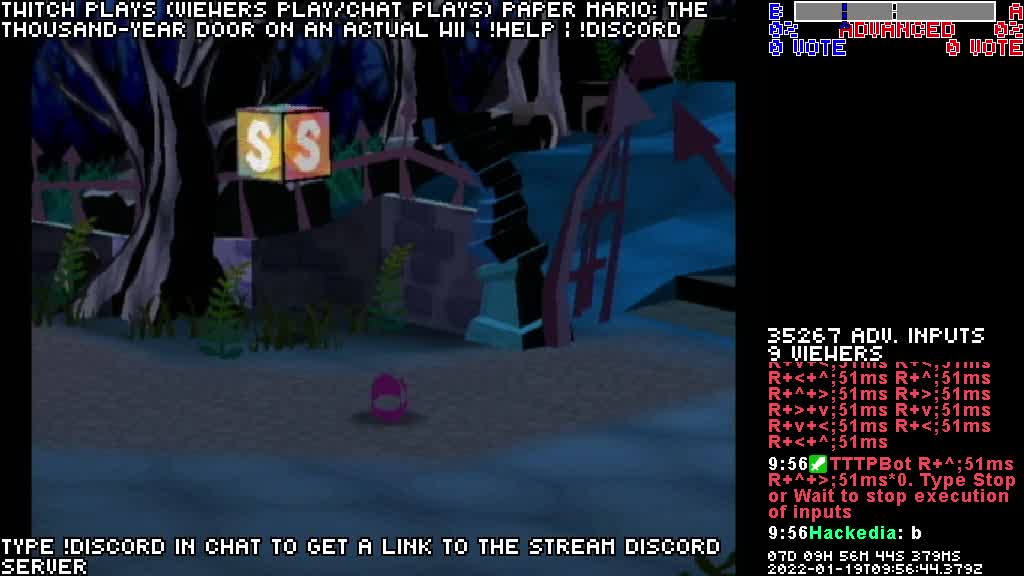 TWITCH PLAYS (VIEWERS PLAY/CHAT PLAYS) PAPER MARIO: THE
THOUSAND-YEAR DOOR ON AN ACTUAL WII | !HELP | !DISCORD
B A
0% ADVANCED 0%
0 VOTE 0 VOTE
S S
35267 ADV. INPUTS
9 VIEWERS
R+v+<;51ms R+<;51ms
R+<+^;51ms R+^;51ms
R+^+>;51ms R+>;51ms
R+>+v;51ms R+v;51ms
R+v+<;51ms R+<;51ms
R+<+^;51ms
9:56 TTTPBot R+^;51ms
R+^+>;51ms*0. Type Stop
or Wait to stop execution
of inputs
9:56Hackedia: b
07D 09H 56M 44S 379MS
2022-01-19T09:56:44.379Z
TYPE !DISCORD IN CHAT TO GET A LINK TO THE STREAM DISCORD
SERVER